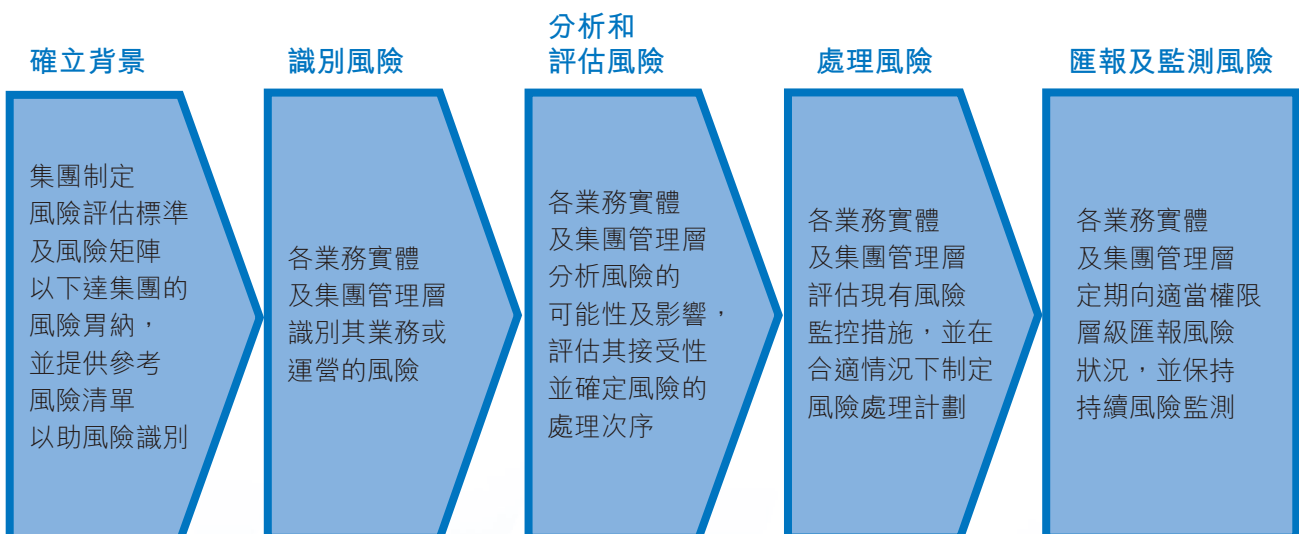 確立背景
集團制定
風險評估標準
及風險矩陣
以下達集團的
風險胃納，
並提供參考
風險清單
以助風險識別
識別風險
各業務實體
及集團管理層
識別其業務或
運營的風險
分析和
評估風險
各業務實體
及集團管理層
分析風險的
可能性及影響，
評估其接受性
並確定風險的
處理次序
處理風險
各業務實體
及集團管理層
評估現有風險
監控措施，並在
合適情況下制定
風險處理計劃
匯報及監測風險
各業務實體
及集團管理層
定期向適當權限
層級匯報風險
狀況，並保持
持續風險監測